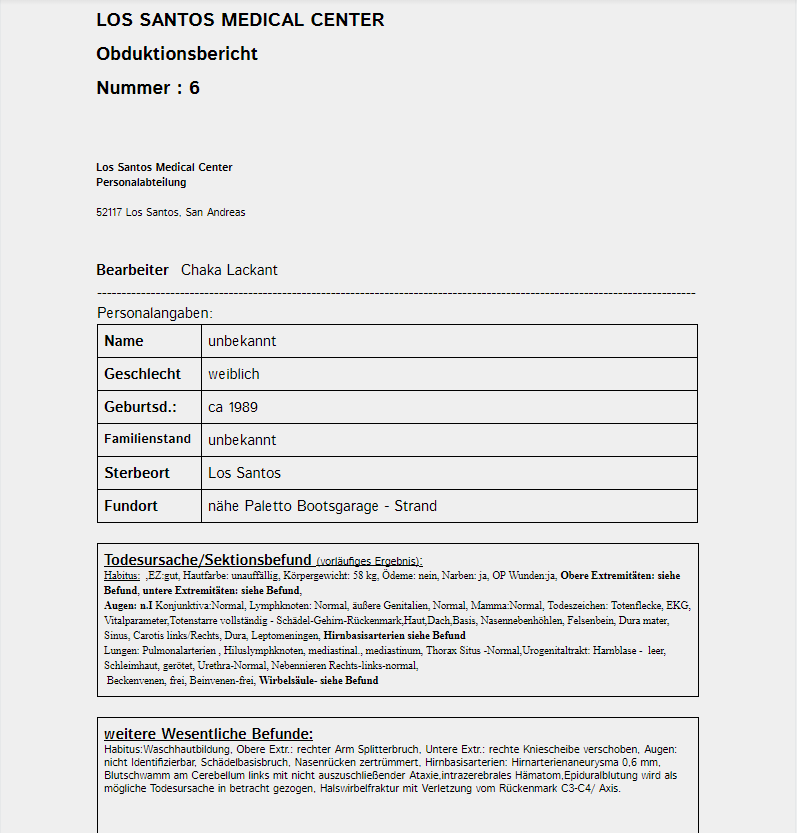 LOS SANTOS MEDICAL CENTER
Obduktionsbericht
Nummer : 6
Los Santos Medical Center
Personalabteilung
52117 Los Santos, San Andreas
Bearbeiter Chaka Lackant
Personalangaben:
Name unbekannt
Geschlecht weiblich
Geburtsd.: ca 1989
Familienstand unbekannt
Sterbeort Los Santos
Fundort nähe Paletto Bootsgarage - Strand
Todesursache/Sektionsbefund (vorläufiges Ergebnis):
Habitus: ,EZ:gut, Hautfarbe: unauffällig, Körpergewicht: 58 kg, Ödeme: nein, Narben: ja, OP Wunden:ja, Obere Extremitäten: siehe
Befund, untere Extremitäten: siehe Befund,
Augen: n.I Konjunktiva:Normal, Lymphknoten: Normal, äußere Genitalien, Normal, Mamma:Normal, Todeszeichen: Totenflecke, EKG,
Vitalparameter,Totenstarre vollständig - Schädel-Gehirn-Rückenmark,Haut,Dach,Basis, Nasennebenhöhlen, Felsenbein, Dura mater,
Sinus, Carotis links/Rechts, Dura, Leptomeningen, Hirnbasisarterien siehe Befund
Lungen: Pulmonalarterien , Hiluslymphknoten, mediastinal., mediastinum, Thorax Situs -Normal,Urogenitaltrakt: Harnblase - leer,
Schleimhaut, gerötet, Urethra-Normal, Nebennieren Rechts-links-normal,
Beckenvenen, frei, Beinvenen-frei, Wirbelsäule- siehe Befund
weitere Wesentliche Befunde:
Habitus:Waschhautbildung, Obere Extr.: rechter Arm Splitterbruch, Untere Extr.: rechte Kniescheibe verschoben, Augen:
nicht Identifizierbar, Schädelbasisbruch, Nasenrücken zertrümmert, Hirnbasisarterien: Hirnarterienaneurysma 0,6 mm,
Blutschwamm am Cerebellum links mit nicht auszuschließender Ataxie,intrazerebrales Hämatom,Epiduralblutung wird als
mögliche Todesursache in betracht gezogen, Halswirbelfraktur mit Verletzung vom Rückenmark C3-C4/ Axis.